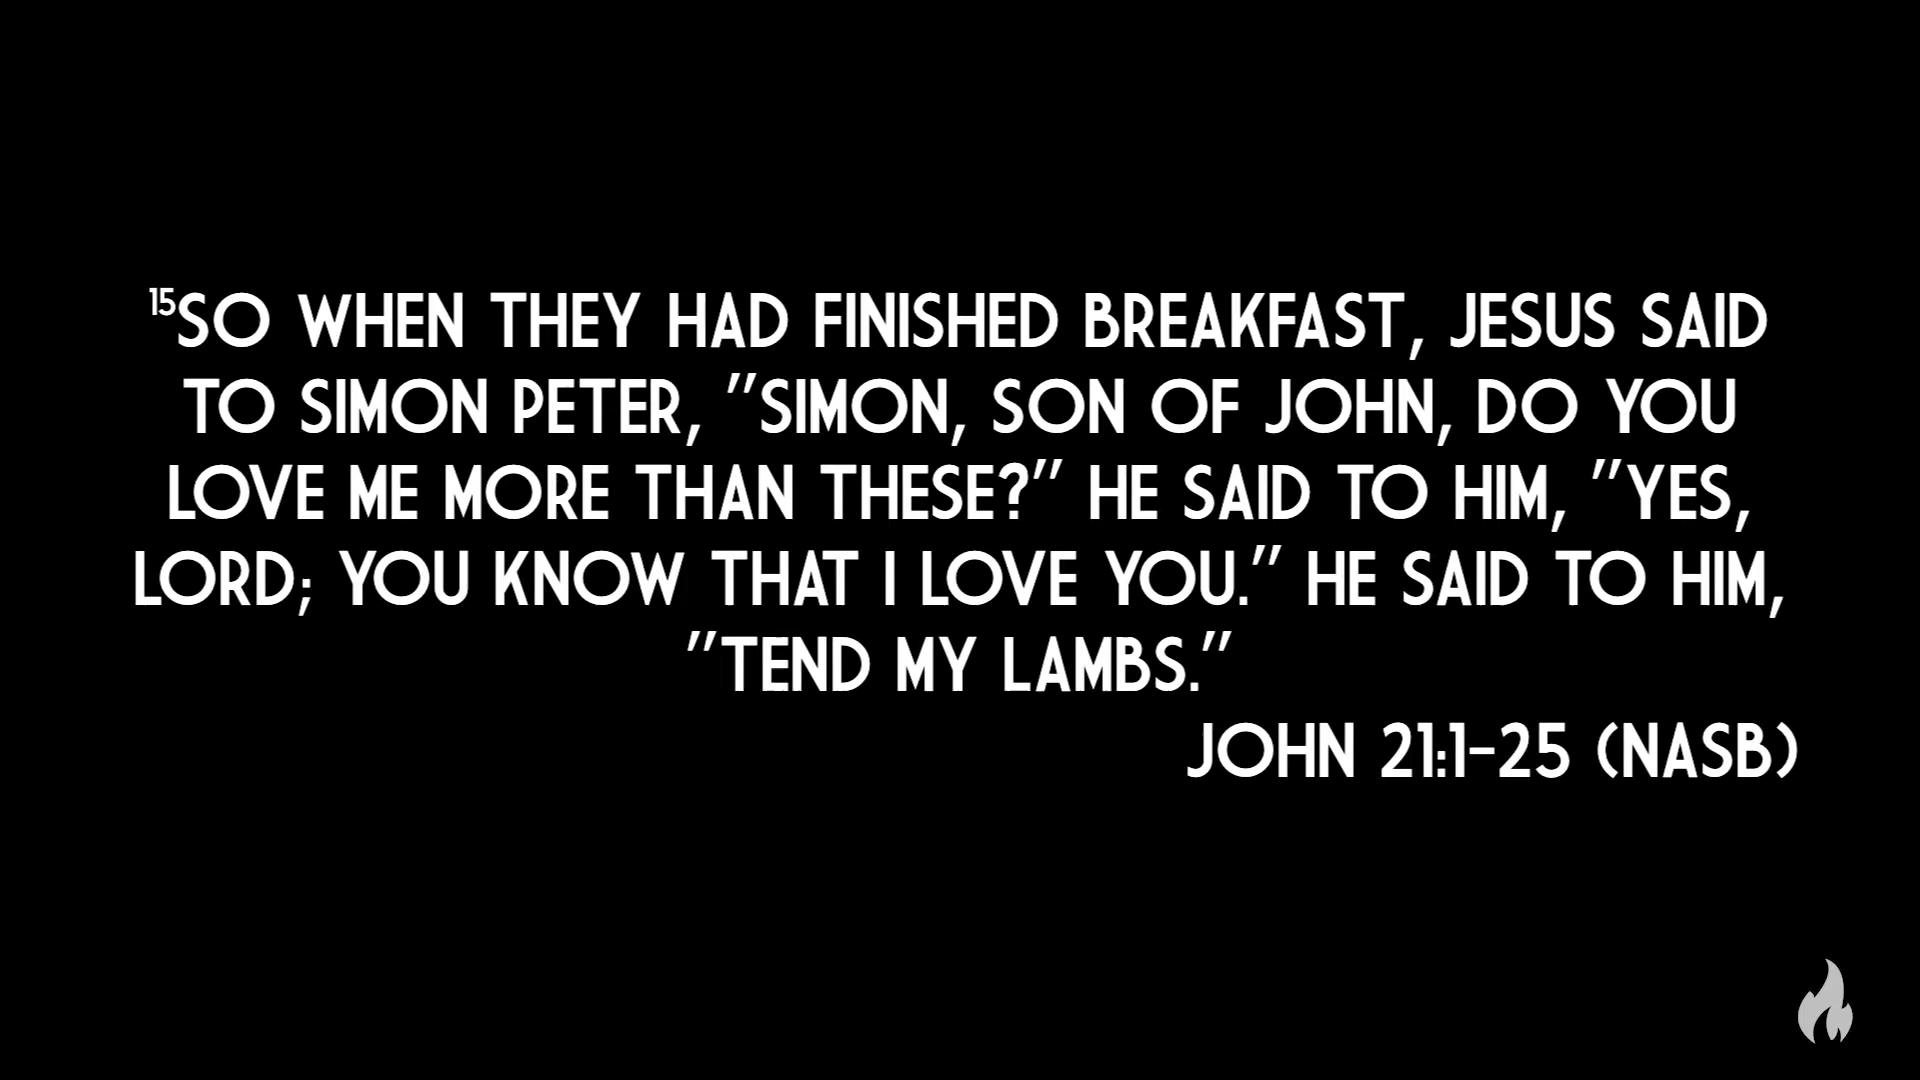 15SO WHEN THEY HAD FINISHED BREAKFAST, JESUS SAID
TO SIMON PETER, "SIMON, SON OF JOHN, DO YOU
LOVE ME MORE THAN THESE?" HE SAID TO HIM, "YES,
LORD; YOU KNOW THAT I LOVE YOU." HE SAID TO HIM,
"TEND MY LAMBS."
JOHN 21:1-25 (NASB)